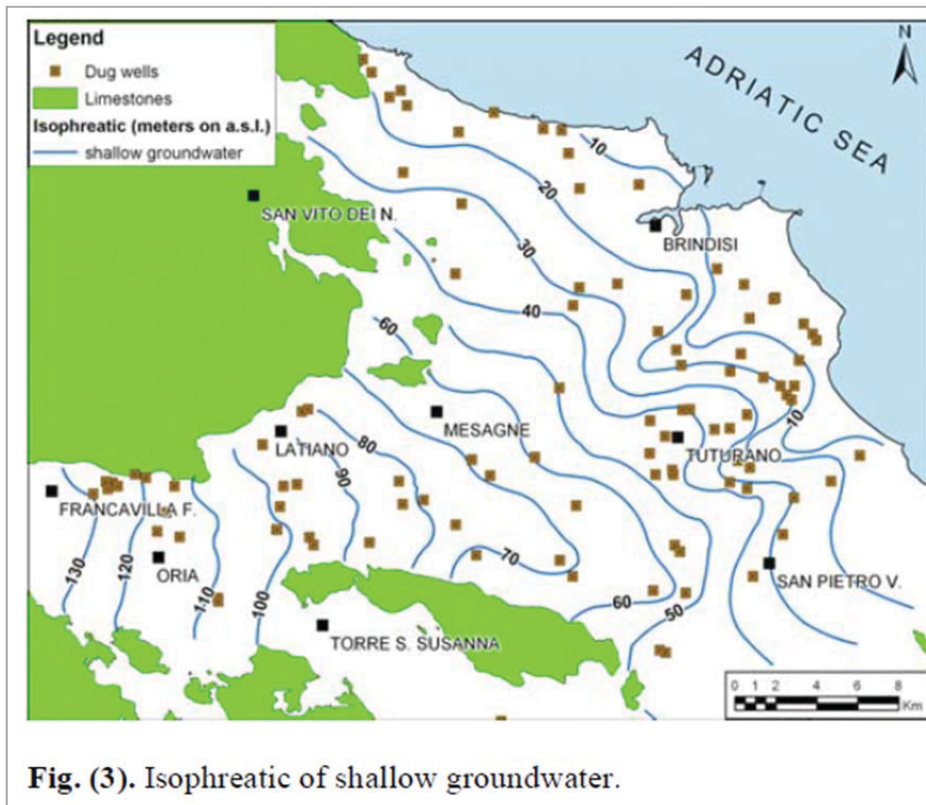 Legend
Dug wells
Limestones
Isophreatic (meters on a.s.l.)
shallow groundwater
N
ADRIATIC SEA
10
20
SAN VITO DEI N.
BRINDISI
30
40
60
MESAGNE
LATIANO
80
90
TUTURANO
10
FRANCAVILLA F.
130
120
ORIA
110
100
70
60
50
SAN PIETRO V.
TORRE S. SUSANNA
0 1 2 4 6 8
Km
Fig. (3). Isophreatic of shallow groundwater.